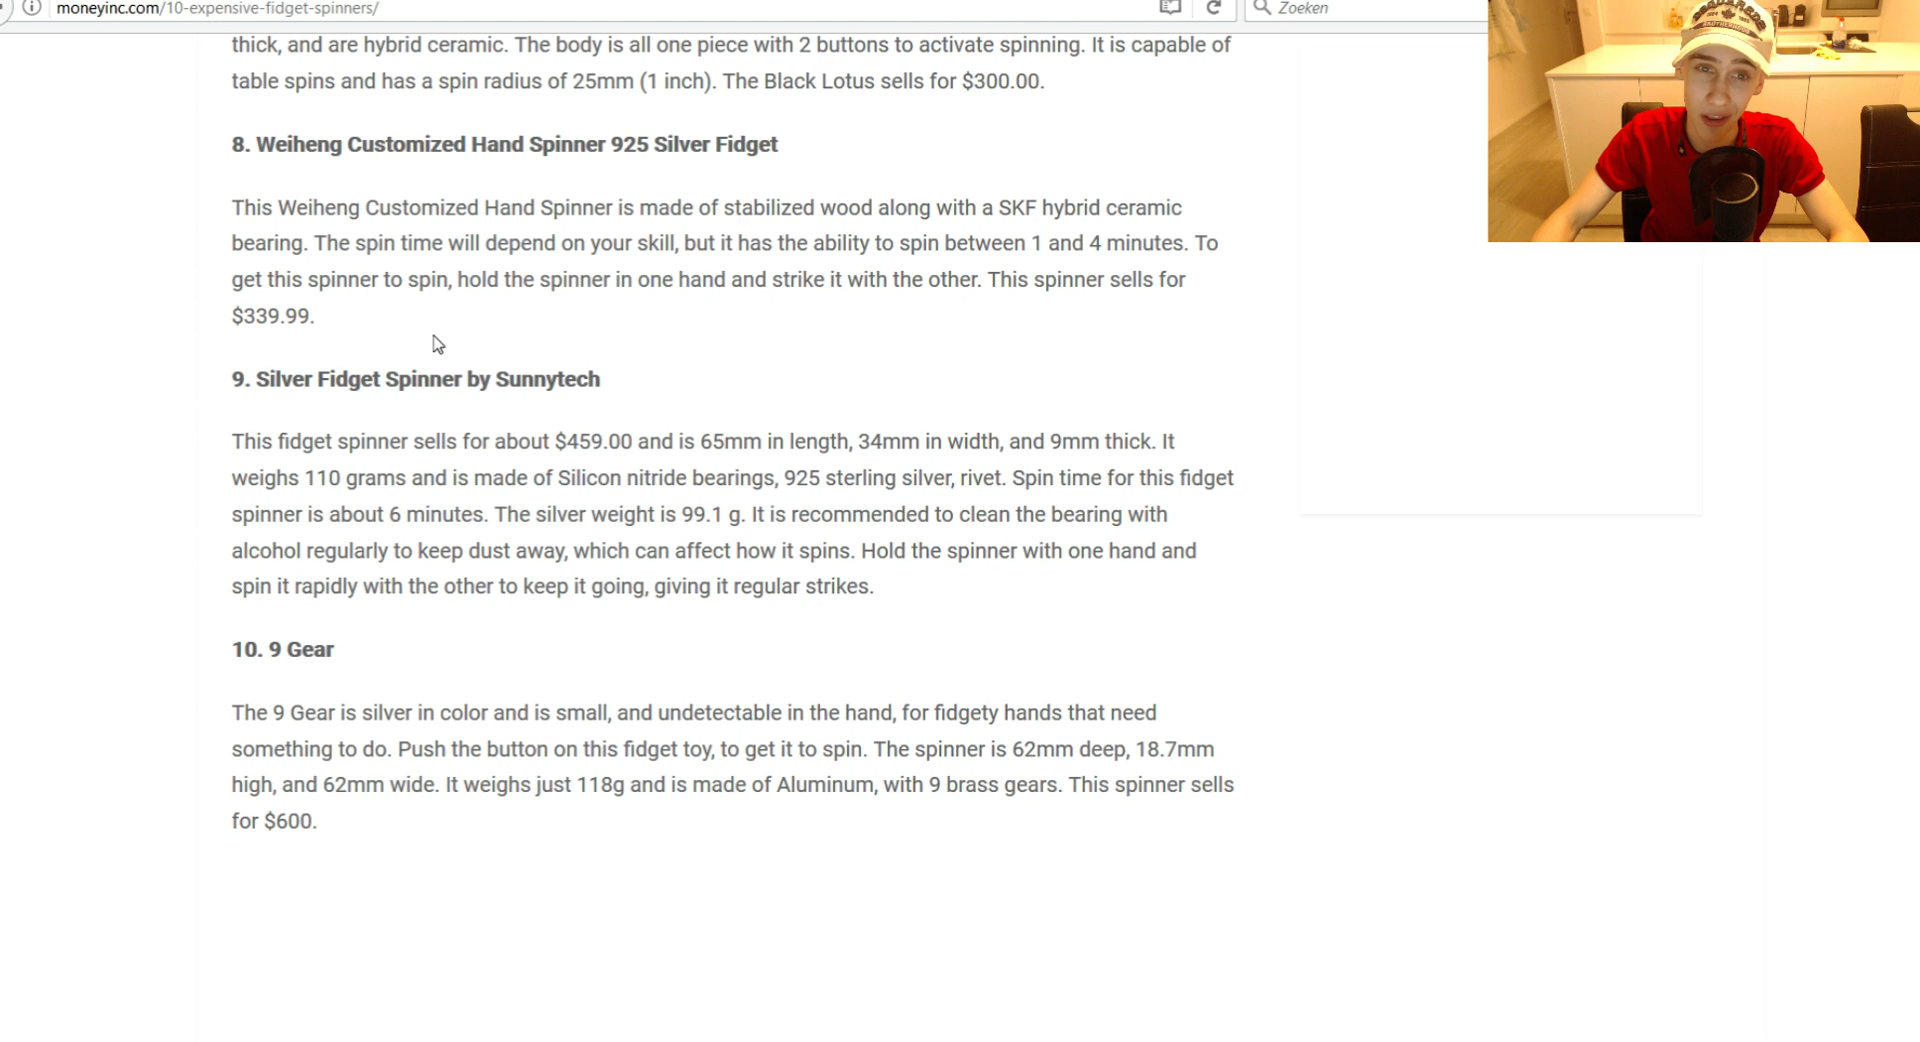 moneyinc.com/10-expensive-fidget-spinners/
Zoeken
thick, and are hybrid ceramic. The body is all one piece with 2 buttons to activate spinning. It is capable of
table spins and has a spin radius of 25mm (1 inch). The Black Lotus sells for $300.00.
8. Weiheng Customized Hand Spinner 925 Silver Fidget
This Weiheng Customized Hand Spinner is made of stabilized wood along with a SKF hybrid ceramic
bearing. The spin time will depend on your skill, but it has the ability to spin between 1 and 4 minutes. To
get this spinner to spin, hold the spinner in one hand and strike it with the other. This spinner sells for
$339.99.
9. Silver Fidget Spinner by Sunnytech
This fidget spinner sells for about $459.00 and is 65mm in length, 34mm in width, and 9mm thick. It
weighs 110 grams and is made of Silicon nitride bearings, 925 sterling silver, rivet. Spin time for this fidget
spinner is about 6 minutes. The silver weight is 99.1 g. It is recommended to clean the bearing with
alcohol regularly to keep dust away, which can affect how it spins. Hold the spinner with one hand and
spin it rapidly with the other to keep it going, giving it regular strikes.
10. 9 Gear
The 9 Gear is silver in color and is small, and undetectable in the hand, for fidgety hands that need
something to do. Push the button on this fidget toy, to get it to spin. The spinner is 62mm deep, 18.7mm
high, and 62mm wide. It weighs just 118g and is made of Aluminum, with 9 brass gears. This spinner sells
for $600.